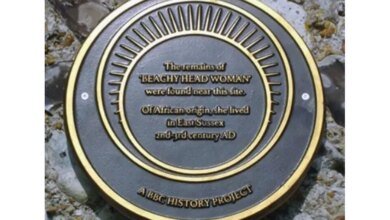 The remains of
'BEACHY HEAD WOMAN'
were found near this site.
Of African origin, she lived
in East Sussex
2nd-3rd century AD
A BBC HISTORY PROJECT